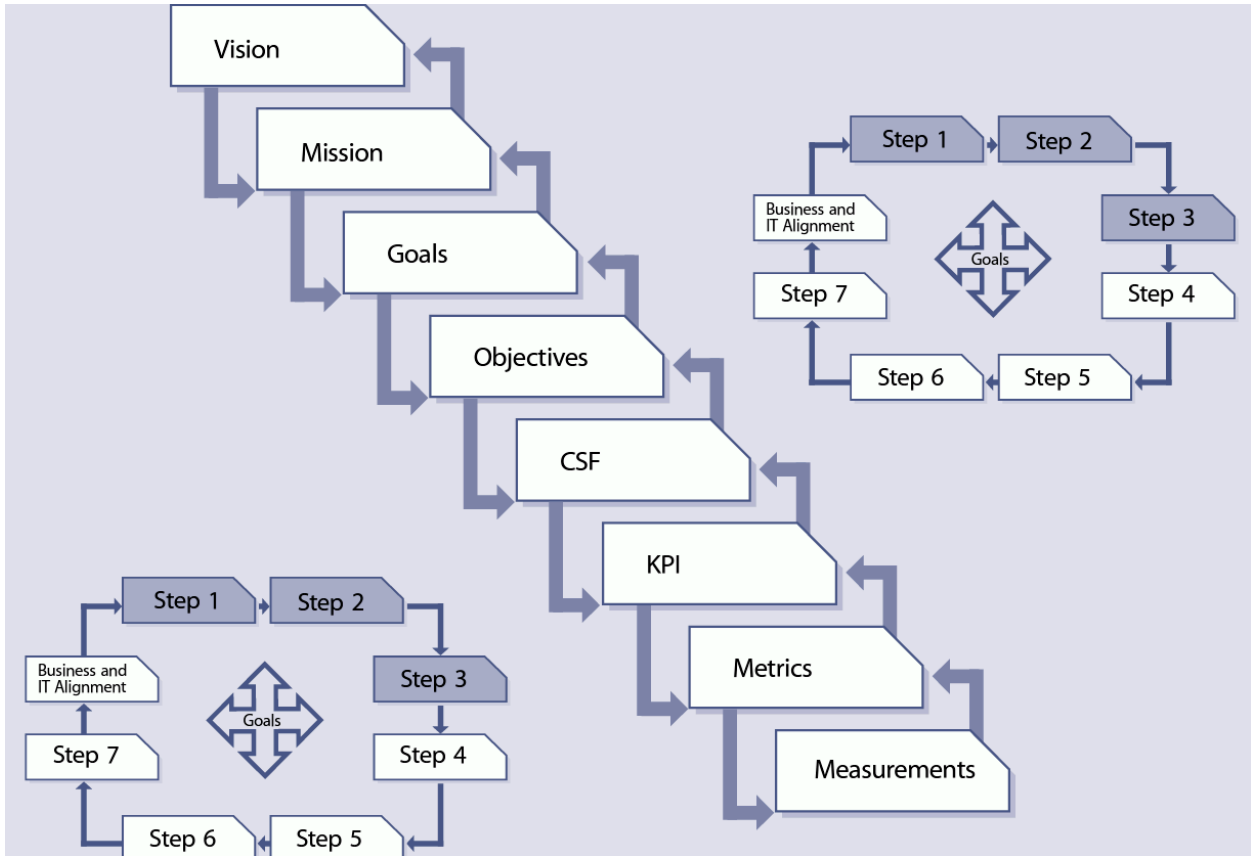 Vision
Mission
Goals
Objectives
CSF
KPI
Metrics
Measurements
Step 1
Step 2
Business and
IT Alignment
Step 3
Goals
Step 7
Step 4
Step 6
Step 5
Step 1
Step 2
Business and
IT Alignment
Step 3
Goals
Step 7
Step 4
Step 6
Step 5